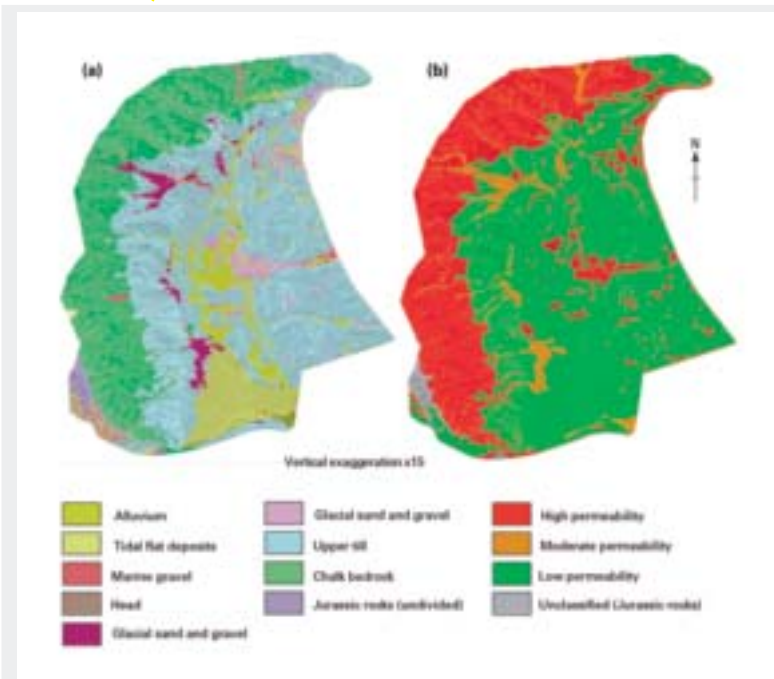 (a)
(b)
N
Vertical exaggeration x15
Alluvium
Tidal flat deposits
Marine gravel
Head
Glacial sand and gravel
Glacial sand and gravel
Upper till
Chalk bedrock
Jurassic rocks (undivided)
High permeability
Moderate permeability
Low permeability
Unclassified (Jurassic rocks)